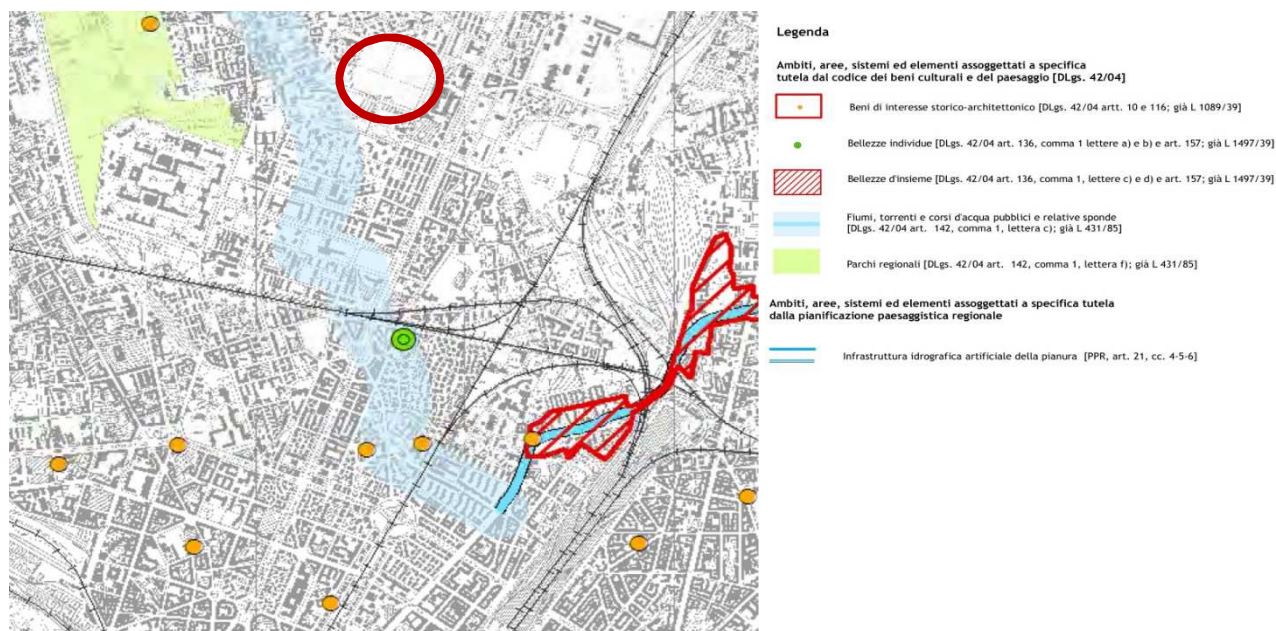 Legenda
Ambiti, aree, sistemi ed elementi assoggettati a specifica
tutela dal codice dei beni culturali e del paesaggio [DLgs. 42/04]
Beni di interesse storico-architettonico [DLgs. 42/04 artt. 10 e 116; già L 1089/39]
Bellezze individue [DLgs. 42/04 art. 136, comma 1 lettere a) e b) e art. 157; già L 1497/39]
Bellezze d'insieme [DLgs. 42/04 art. 136, comma 1, lettere c) e d) e art. 157; già L 1497/39]
Fiumi, torrenti e corsi d'acqua pubblici e relative sponde
[DLgs. 42/04 art. 142, comma 1, lettera c); già L 431/85]
Parchi regionali [DLgs. 42/04 art. 142, comma 1, lettera f); già L 431/85]
Ambiti, aree, sistemi ed elementi assoggettati a specifica tutela
dalla pianificazione paesaggistica regionale
Infrastruttura idrografica artificiale della pianura [PPR, art. 21, cc. 4-5-6]